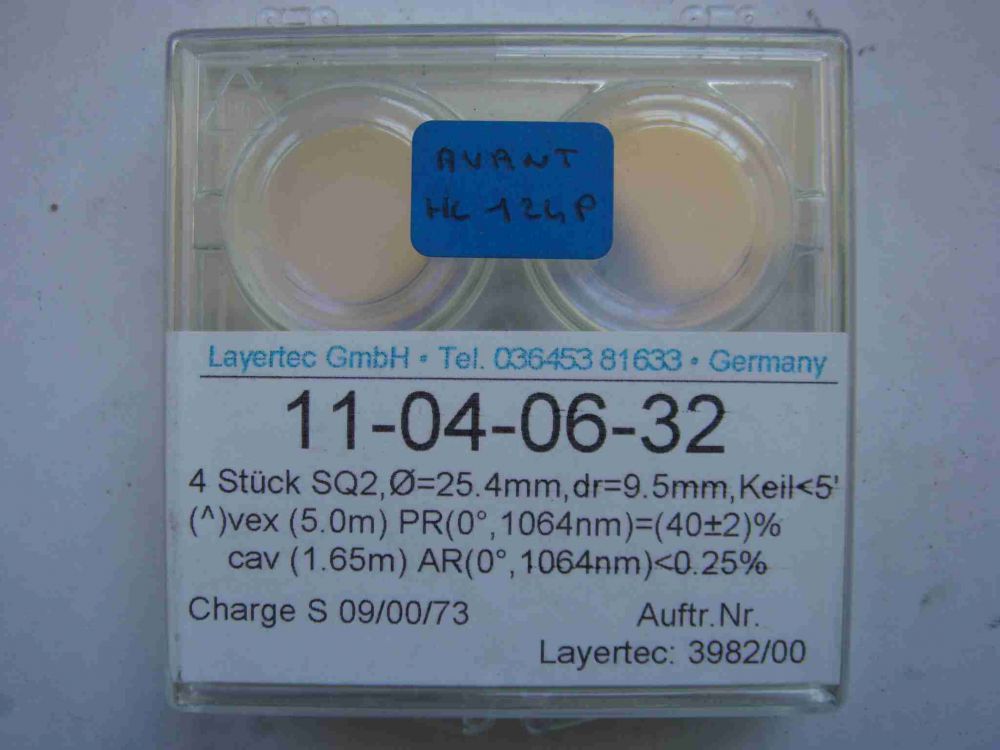 AVANT
HL 124P
Layertec GmbH • Tel. 036453 81633 • Germany
11-04-06-32
4 Stück SQ2,Ø=25.4mm,dr=9.5mm,Keil<5'
(^)vex (5.0m) PR(0°,1064nm)=(40±2)%
cav (1.65m) AR(0°,1064nm)<0.25%
Charge S 09/00/73 Auftr.Nr.
Layertec: 3982/00